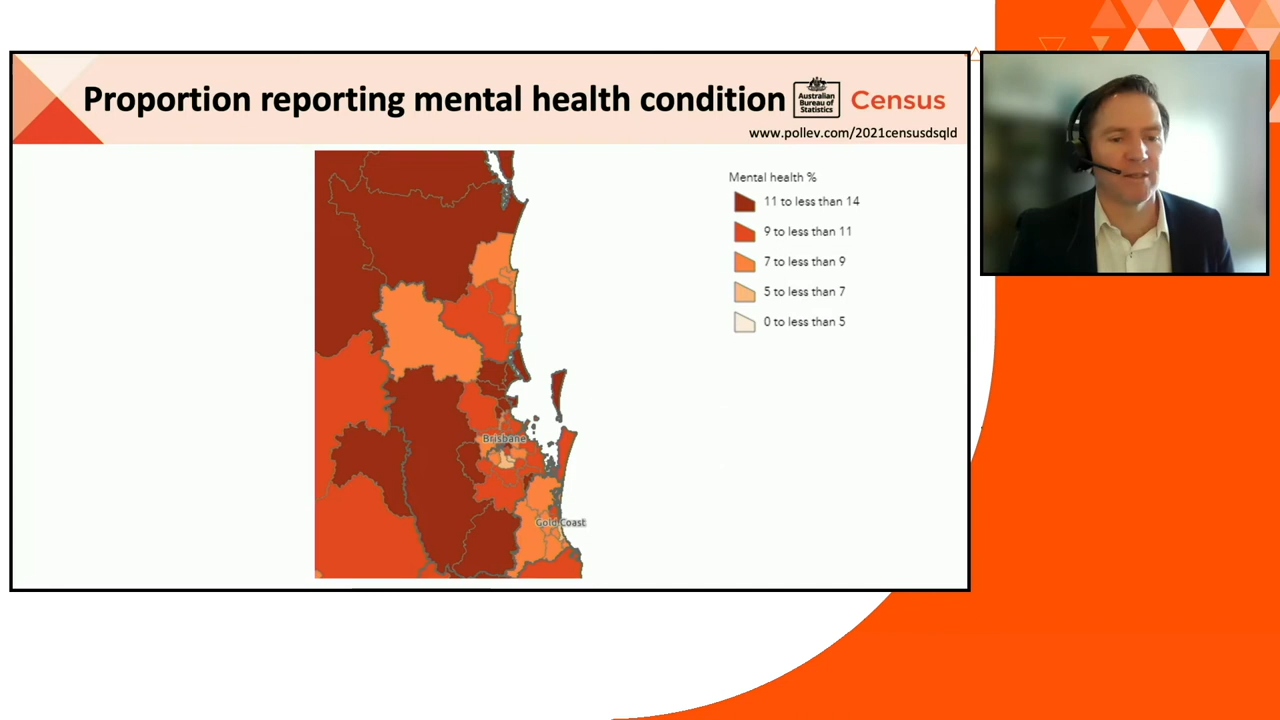 Proportion reporting mental health condition
Australian
Bureau of
Statistics
Census
www.pollev.com/2021censusdsqld
Mental health %
11 to less than 14
9 to less than 11
7 to less than 9
5 to less than 7
0 to less than 5
Brisbane
Gold Coast